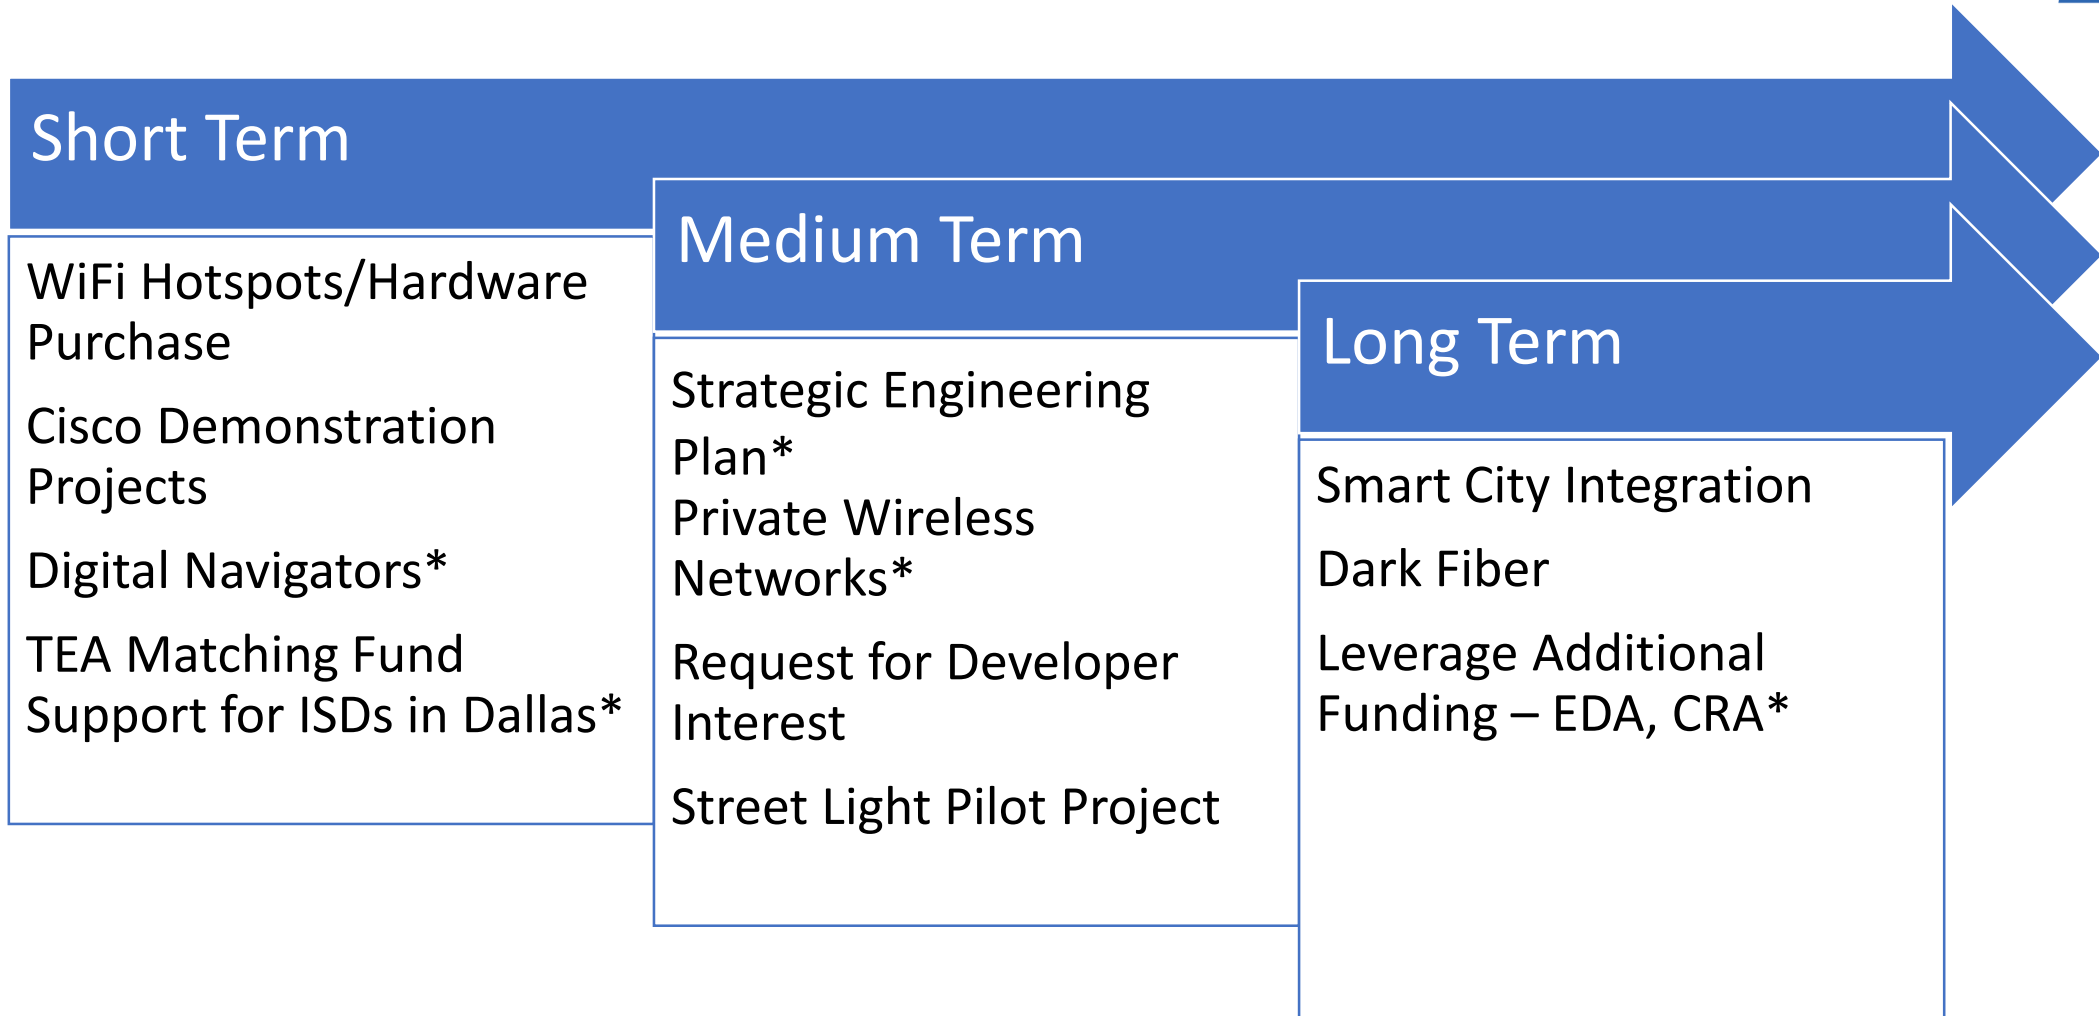 Short Term
WiFi Hotspots/Hardware
Purchase
Cisco Demonstration
Projects
Digital Navigators*
TEA Matching Fund
Support for ISDs in Dallas*
Medium Term
Strategic Engineering
Plan*
Private Wireless
Networks*
Request for Developer
Interest
Street Light Pilot Project
Long Term
Smart City Integration
Dark Fiber
Leverage Additional
Funding – EDA, CRA*